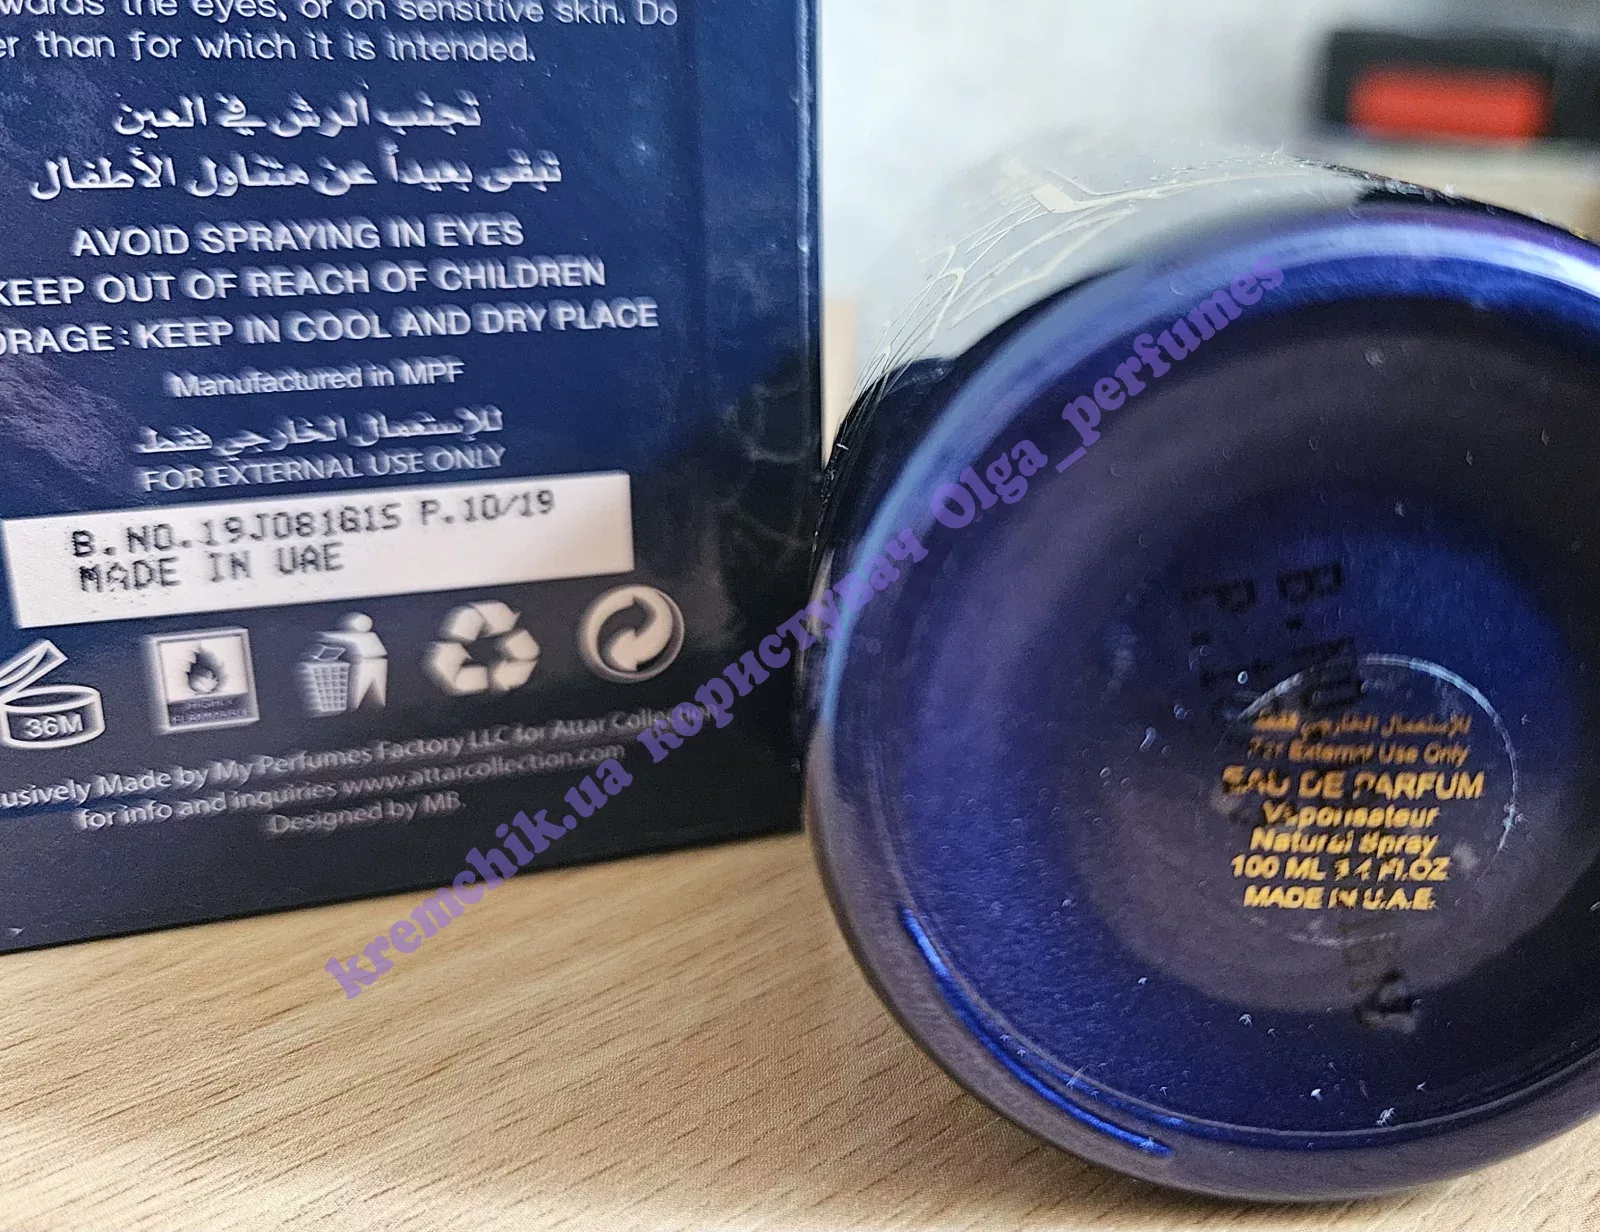 wards the eyes, or on sensitive skin. Do
er than for which it is intended.
تجنب الرش في العين
تبقى بعيداً عن متناول الأطفال
AVOID SPRAYING IN EYES
KEEP OUT OF REACH OF CHILDREN
ORAGE: KEEP IN COOL AND DRY PLACE
Manufactured in MPF
للإستعمال الخارجي فقط
FOR EXTERNAL USE ONLY
B.NO.19J081G15 P.10/19
MADE IN UAE
36M
HIGHLY FLAMMABLE
usively Made by My Perfumes Factory LLC for Attar Collection
for info and inquiries www.attarcollection.com
Designed by MB.
للإستعمال الخارجي فقط
External Use Only
EAU DE PARFUM
Vaporisateur
Natural Spray
100 ML 3.4 Fl.OZ
MADE IN U.A.E.
kremchik.ua користувач Olga_perfumes